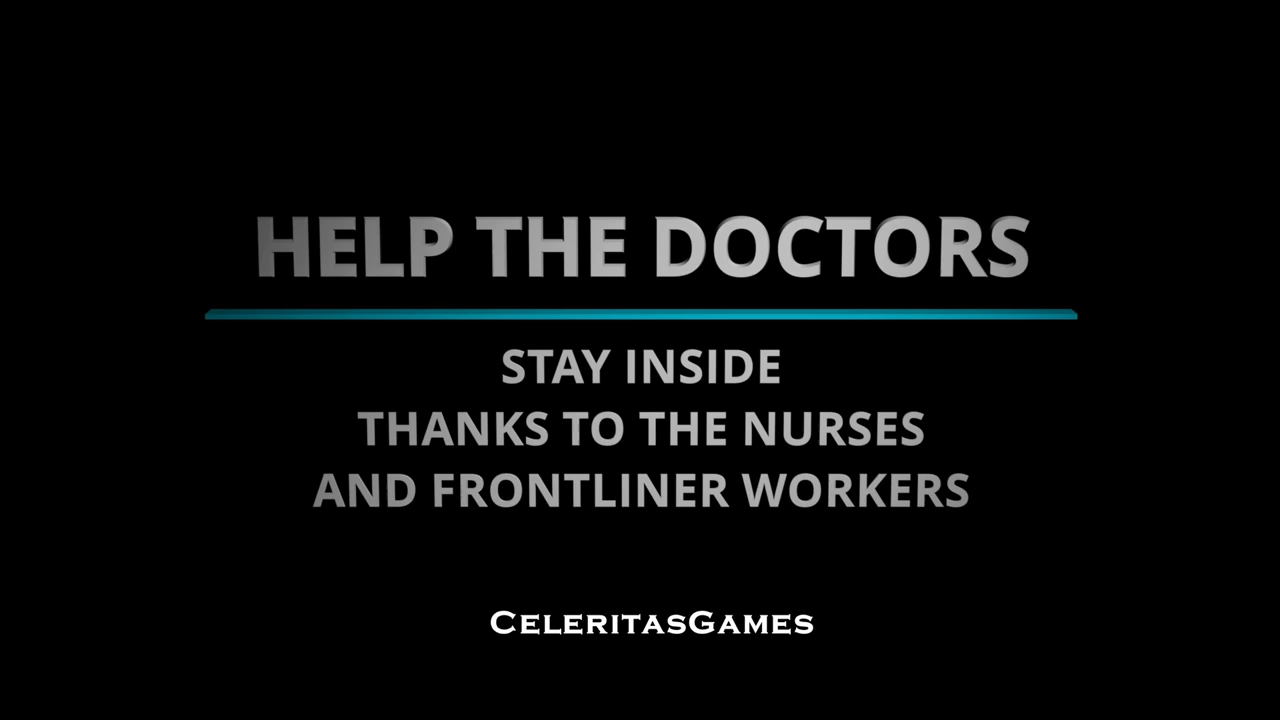 HELP THE DOCTORS
STAY INSIDE
THANKS TO THE NURSES
AND FRONTLINER WORKERS
CELERITASGAMES